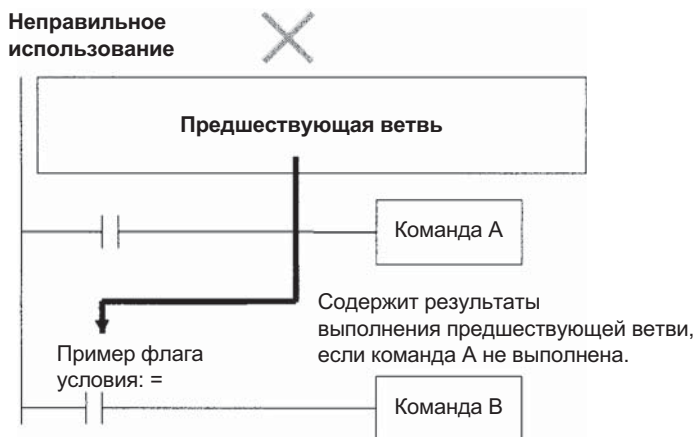 Неправильное
использование
Предшествующая ветвь
Команда А
Содержит результаты
выполнения предшествующей ветви,
если команда А не выполнена.
Пример флага
условия: =
Команда В